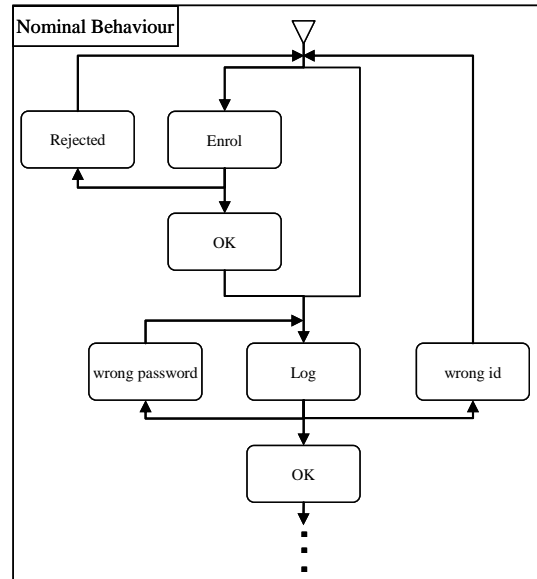 Nominal Behaviour
Rejected
Enrol
OK
wrong password
Log
wrong id
OK